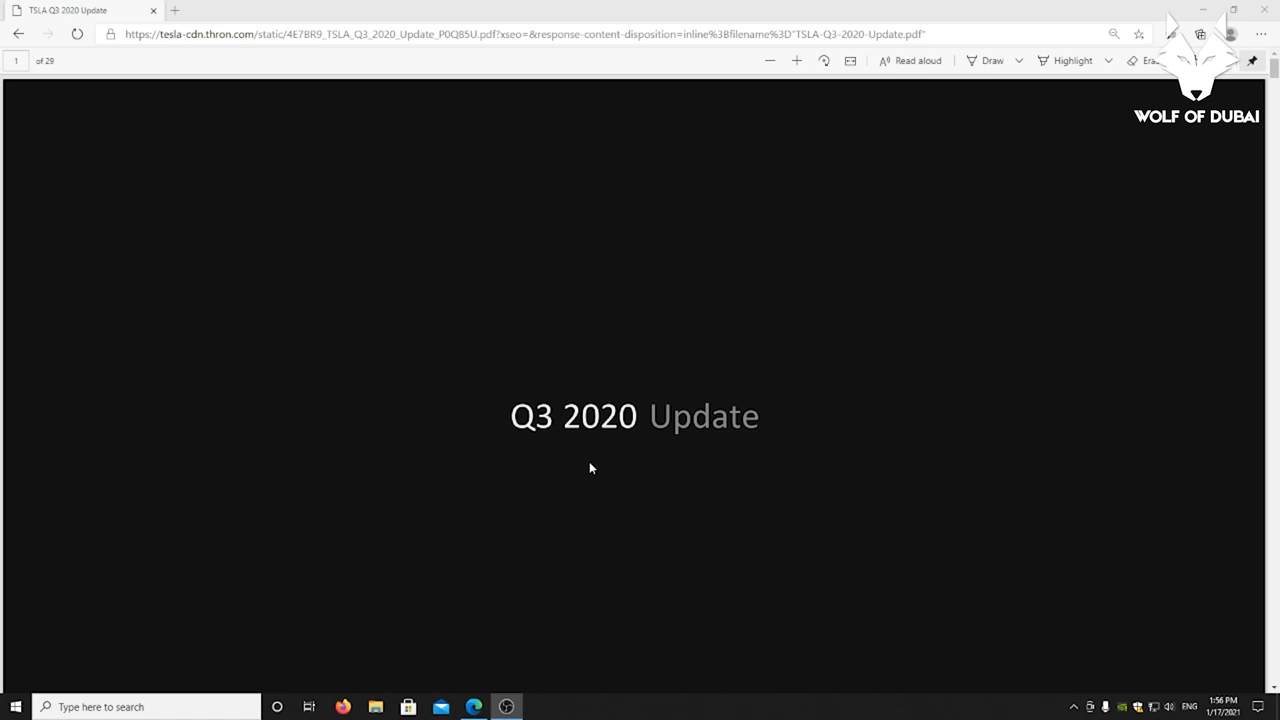 TSLA Q3 2020 Update
https://tesla-cdn.thron.com/static/4E7BR9_TSLA_Q3_2020_Update_P0Q85U.pdf?xseo=&response-content-disposition=inline%3Bfilename%3D"TSLA-Q3-2020-Update.pdf"
1 of 29
Read aloud
Draw
Highlight
WOLF OF DUBAI
Q3 2020 Update
Type here to search
ENG
1:56 PM
1/17/2021